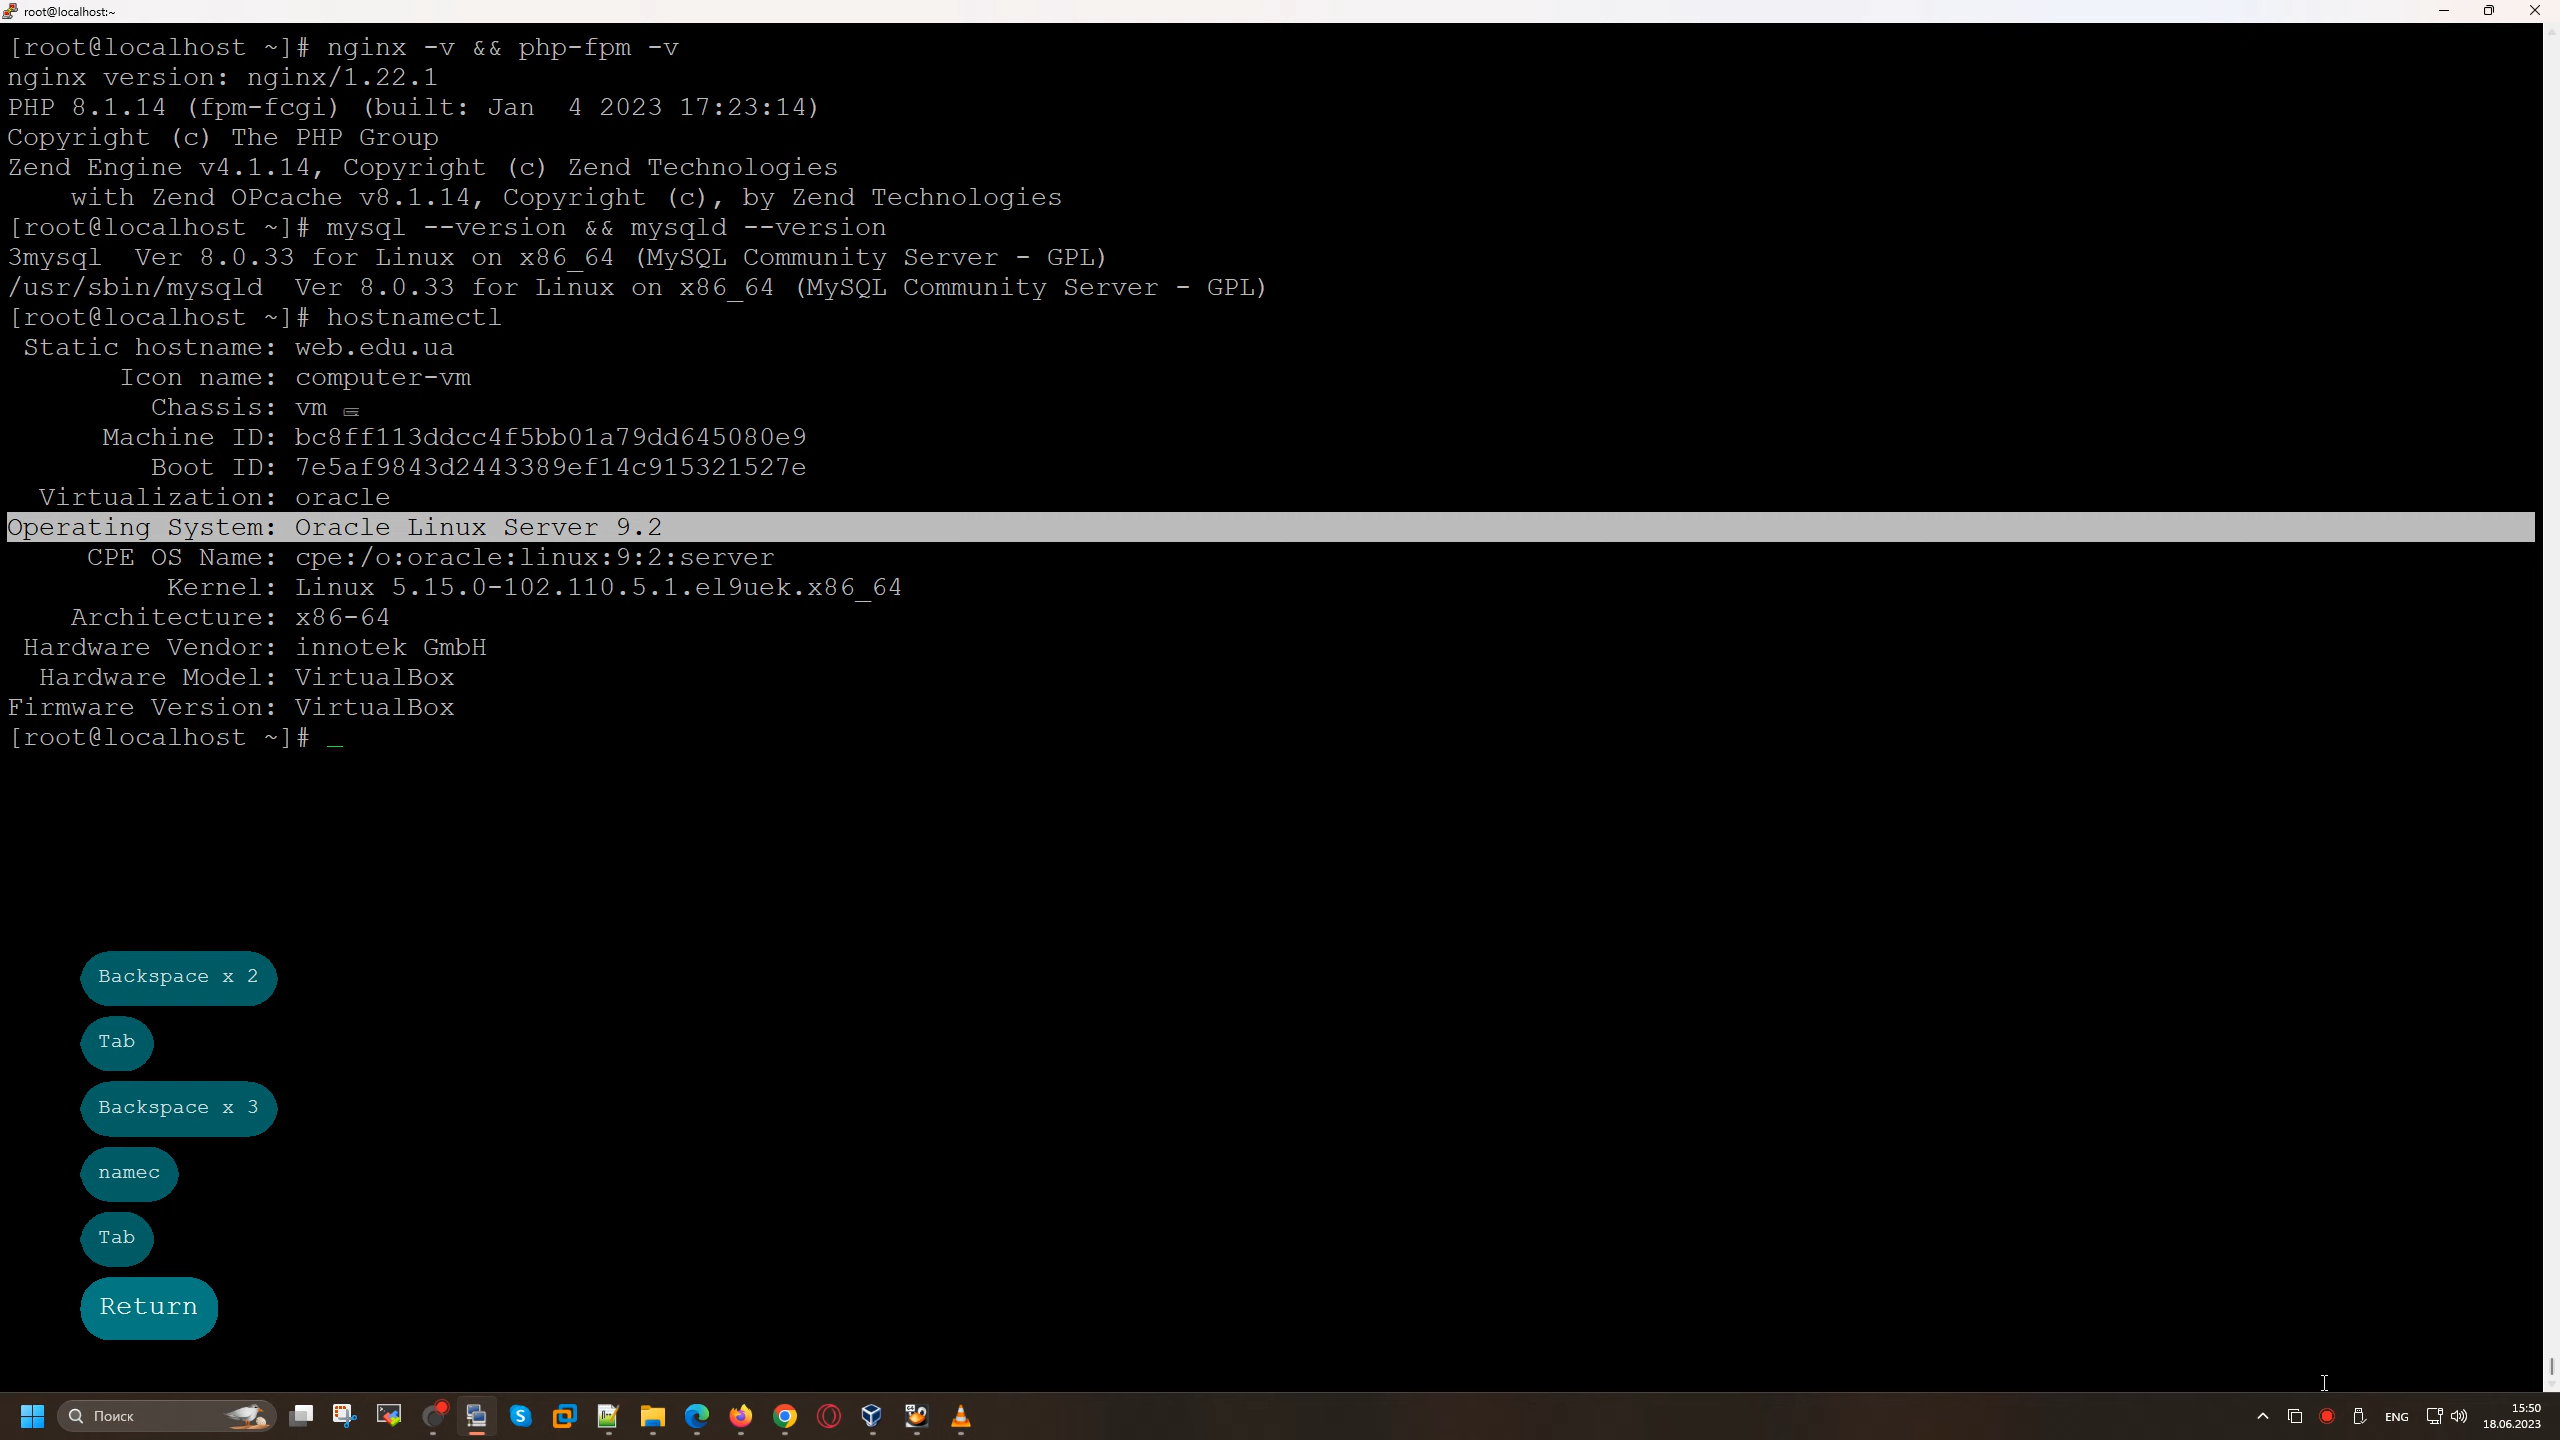 root@localhost:~
[root@localhost ~]# nginx -v && php-fpm -v
nginx version: nginx/1.22.1
PHP 8.1.14 (fpm-fcgi) (built: Jan  4 2023 17:23:14)
Copyright (c) The PHP Group
Zend Engine v4.1.14, Copyright (c) Zend Technologies
    with Zend OPcache v8.1.14, Copyright (c), by Zend Technologies
[root@localhost ~]# mysql --version && mysqld --version
3mysql  Ver 8.0.33 for Linux on x86_64 (MySQL Community Server - GPL)
/usr/sbin/mysqld  Ver 8.0.33 for Linux on x86_64 (MySQL Community Server - GPL)
[root@localhost ~]# hostnamectl
 Static hostname: web.edu.ua
       Icon name: computer-vm
         Chassis: vm
      Machine ID: bc8ff113ddcc4f5bb01a79dd645080e9
         Boot ID: 7e5af9843d2443389ef14c915321527e
  Virtualization: oracle
Operating System: Oracle Linux Server 9.2
     CPE OS Name: cpe:/o:oracle:linux:9:2:server
          Kernel: Linux 5.15.0-102.110.5.1.el9uek.x86_64
    Architecture: x86-64
 Hardware Vendor: innotek GmbH
  Hardware Model: VirtualBox
Firmware Version: VirtualBox
[root@localhost ~]# _
Backspace x 2
Tab
Backspace x 3
namec
Tab
Return
Поиск
ENG
15:50
18.06.2023